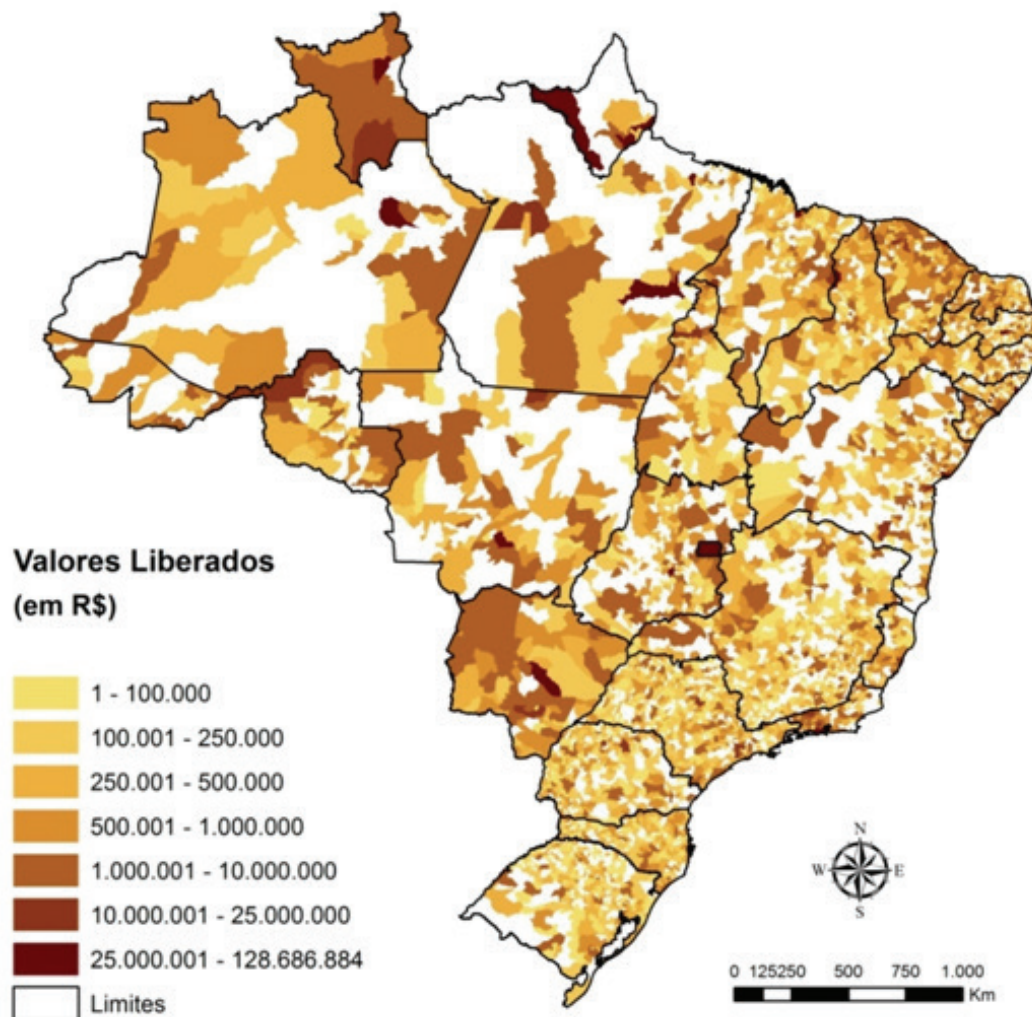 Valores Liberados
(em R$)
1 - 100.000
100.001 - 250.000
250.001 - 500.000
500.001 - 1.000.000
1.000.001 - 10.000.000
10.000.001 - 25.000.000
25.000.001 - 128.686.884
Limites
N
W E
S
0 125250 500 750 1.000
Km